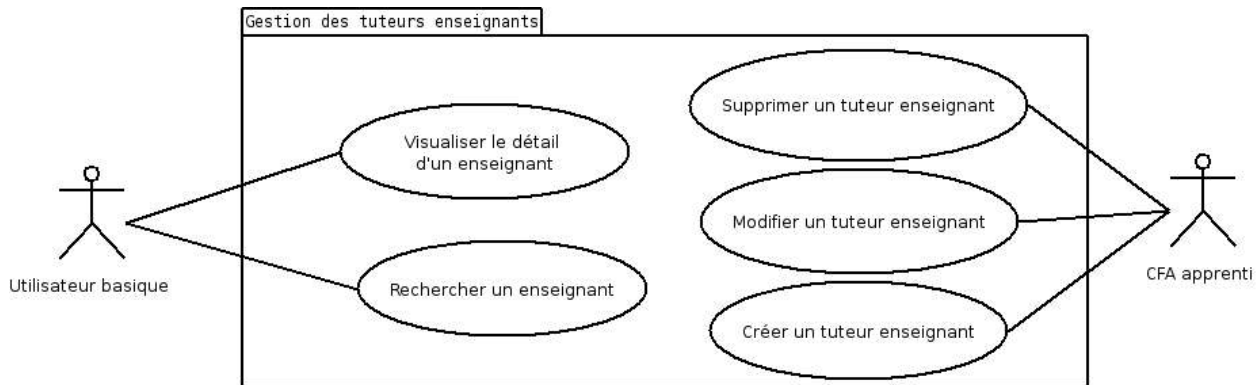 Gestion des tuteurs enseignants
Supprimer un tuteur enseignant
Visualiser le détail
d'un enseignant
Modifier un tuteur enseignant
Utilisateur basique
CFA apprenti
Rechercher un enseignant
Créer un tuteur enseignant